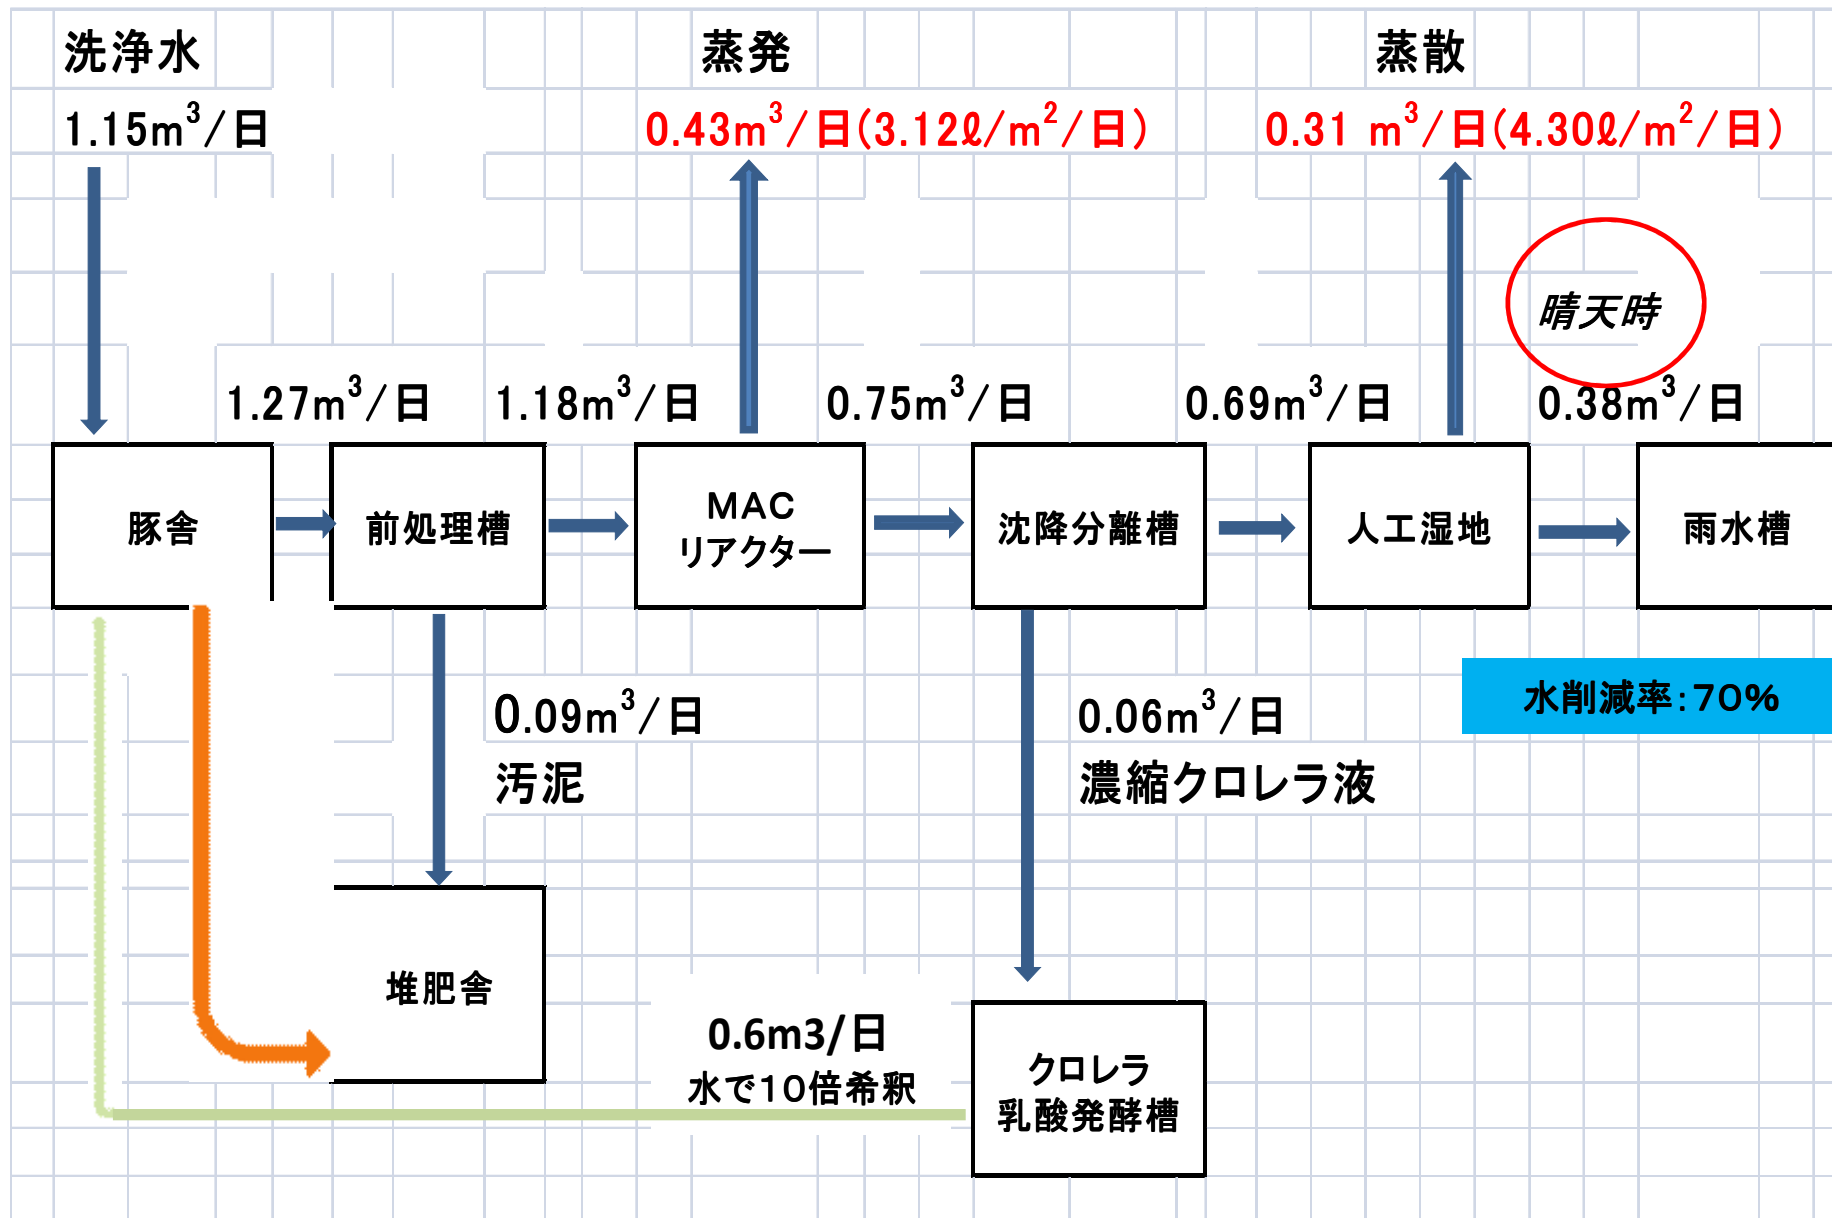 洗浄水
蒸発
蒸散
1.15m³/日
0.43m³/日(3.12ℓ/m²/日)
0.31 m³/日(4.30ℓ/m²/日)
晴天時
1.27m³/日
1.18m³/日
0.75m³/日
0.69m³/日
0.38m³/日
豚舎
前処理槽
MAC
リアクター
沈降分離槽
人工湿地
雨水槽
水削減率:70%
0.09m³/日
汚泥
0.06m³/日
濃縮クロレラ液
堆肥舎
0.6m3/日
水で10倍希釈
クロレラ
乳酸発酵槽